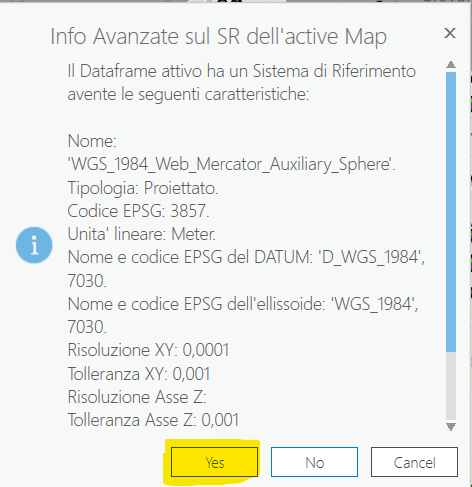 Info Avanzate sul SR dell'active Map
Il Dataframe attivo ha un Sistema di Riferimento
avente le seguenti caratteristiche:
Nome:
'WGS_1984_Web_Mercator_Auxiliary_Sphere'.
Tipologia: Proiettato.
Codice EPSG: 3857.
Unita' lineare: Meter.
Nome e codice EPSG del DATUM: 'D_WGS_1984',
7030.
Nome e codice EPSG dell'ellissoide: 'WGS_1984',
7030.
Risoluzione XY: 0,0001
Tolleranza XY: 0,001
Risoluzione Asse Z:
Tolleranza Asse Z: 0,001
Yes No Cancel